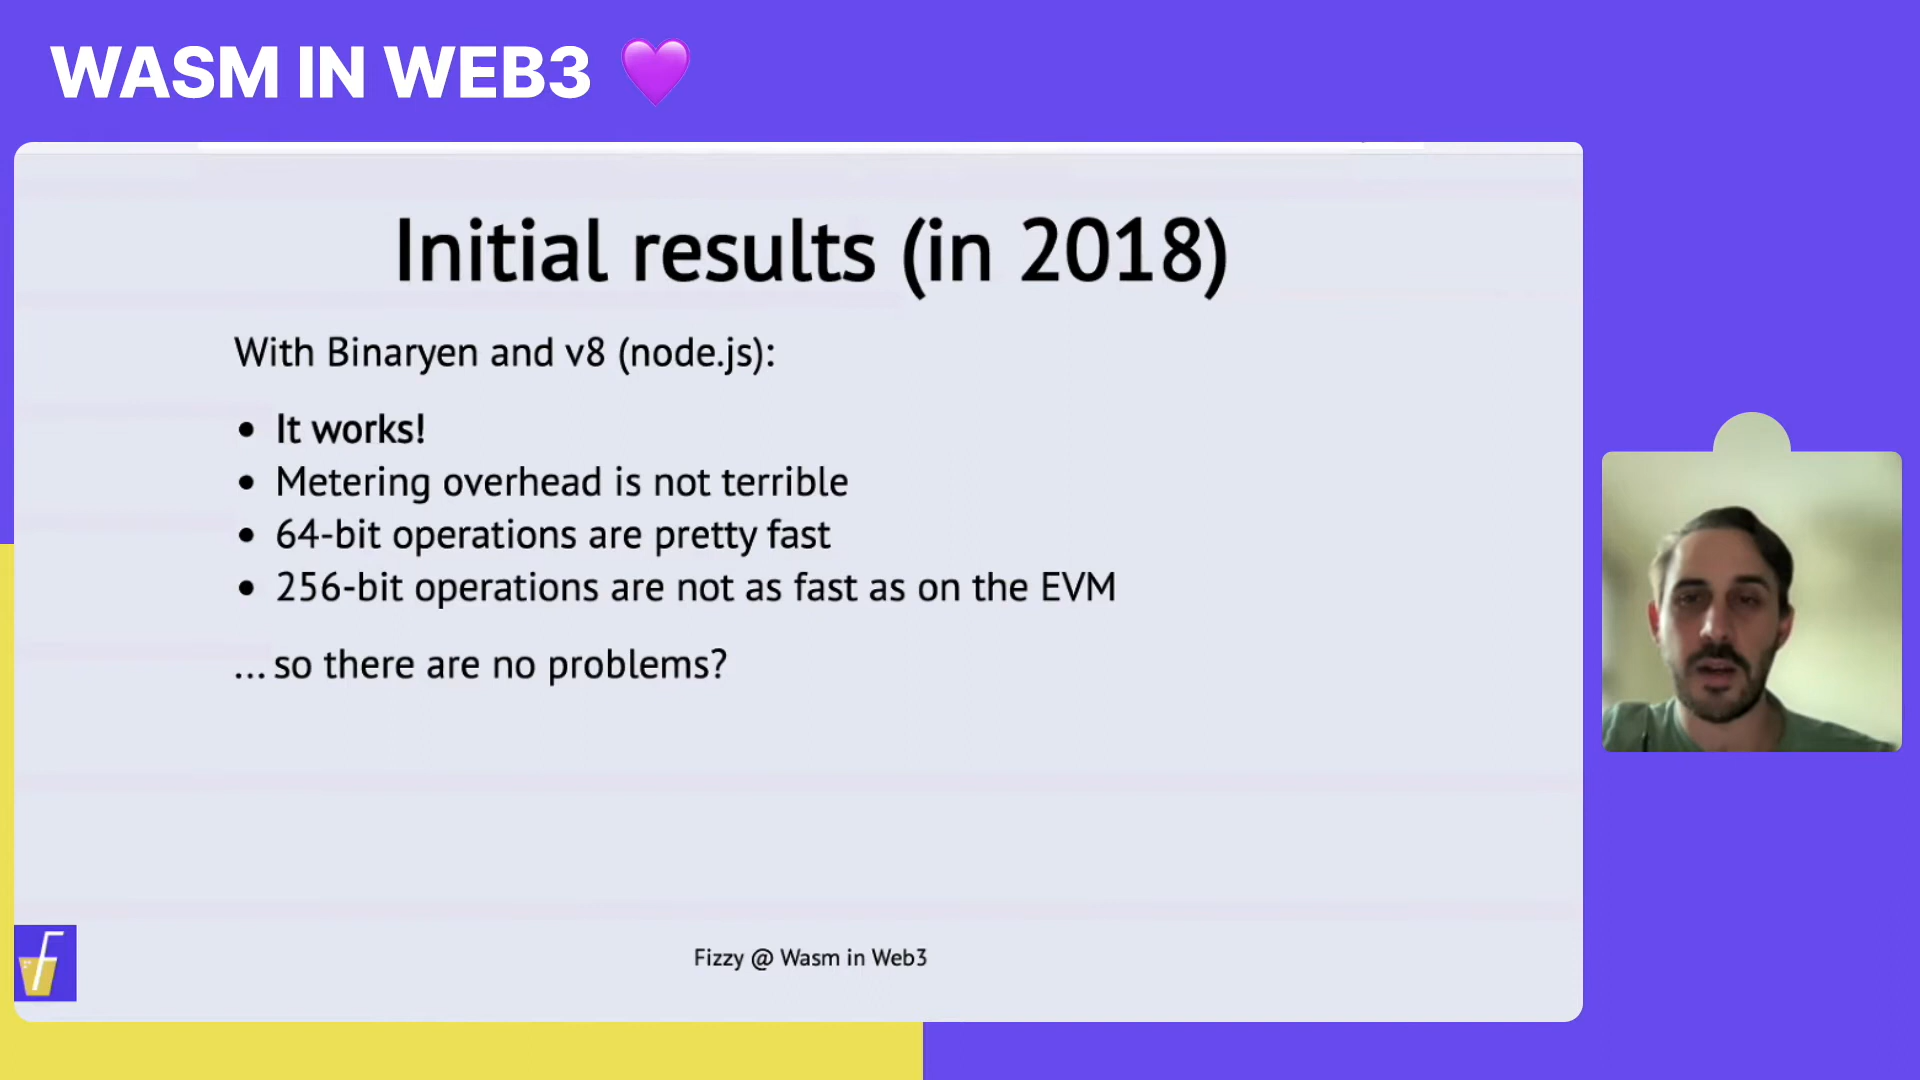 WASM IN WEB3 💜
Initial results (in 2018)
With Binaryen and v8 (node.js):
• It works!
• Metering overhead is not terrible
• 64-bit operations are pretty fast
• 256-bit operations are not as fast as on the EVM
... so there are no problems?
Fizzy @ Wasm in Web3